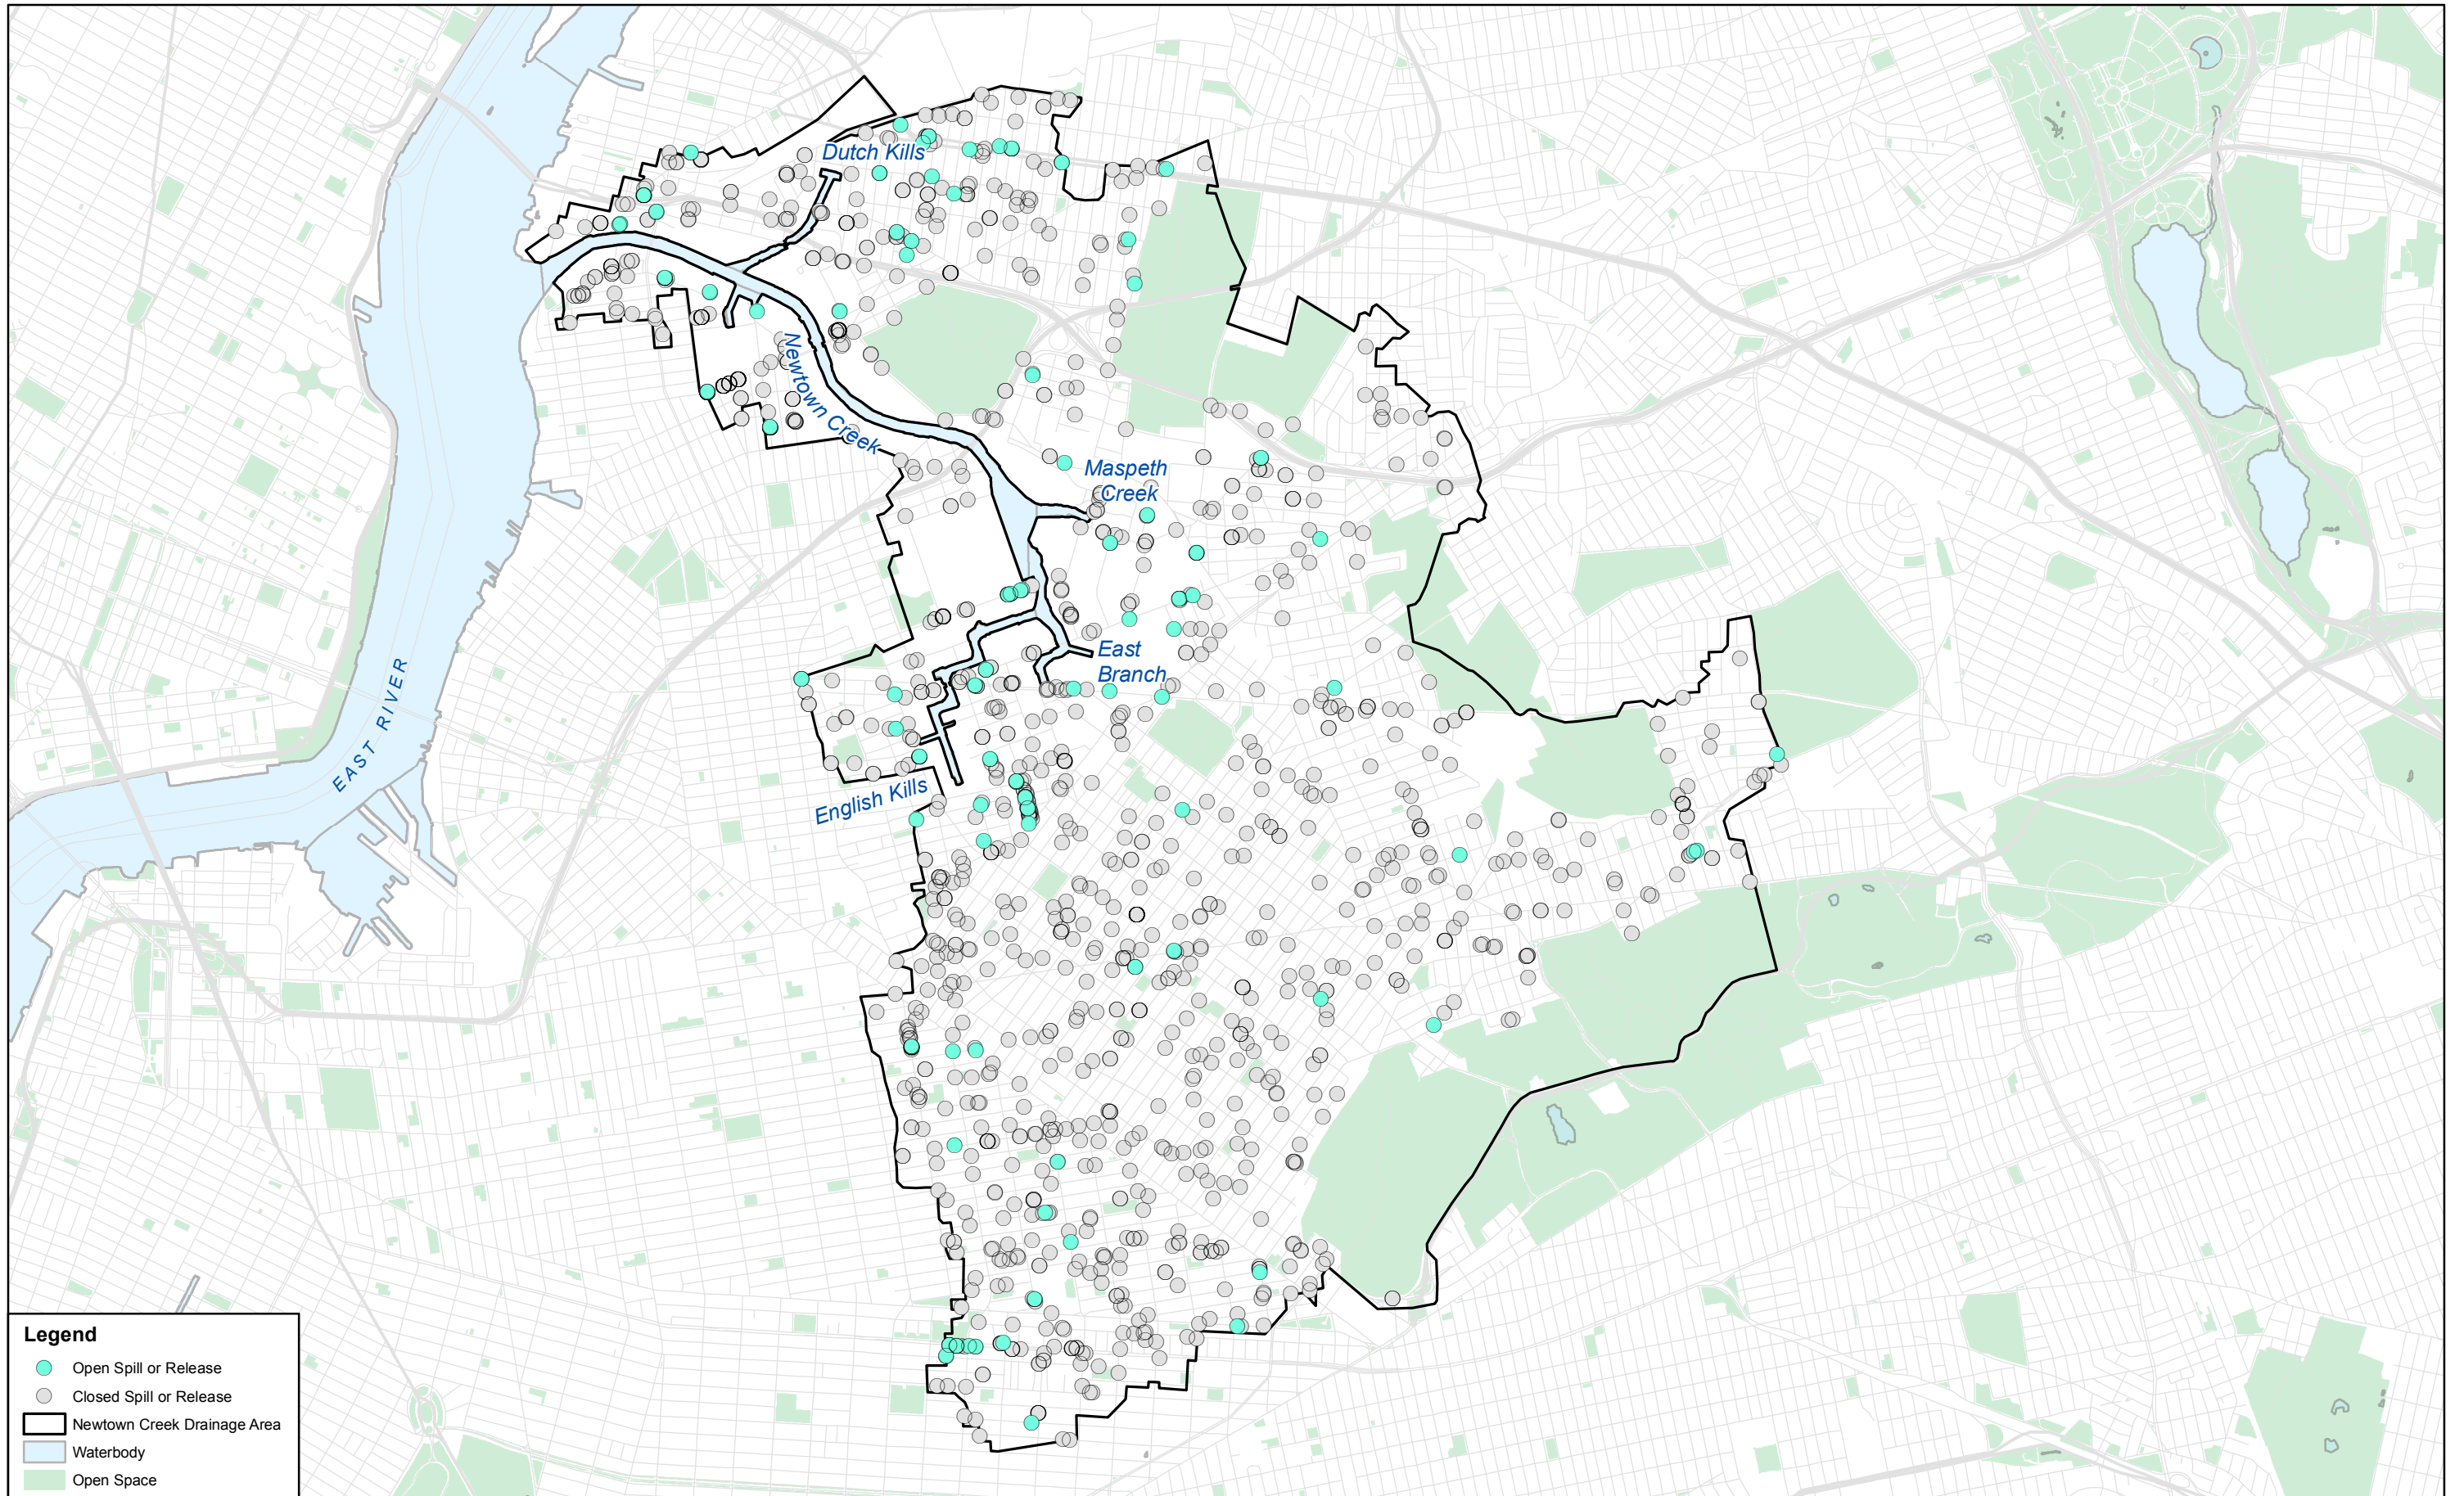 Dutch Kills
Newtown Creek
Maspeth
Creek
East
Branch
EAST RIVER
English Kills
Legend
Open Spill or Release
Closed Spill or Release
Newtown Creek Drainage Area
Waterbody
Open Space